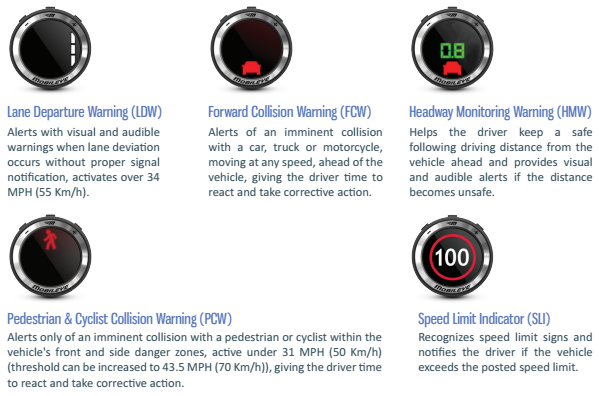 MOBILEYE
MOBILEYE
0.8
MOBILEYE
Lane Departure Warning (LDW)
Alerts with visual and audible
warnings when lane deviation
occurs without proper signal
notification, activates over 34
MPH (55 Km/h).
Forward Collision Warning (FCW)
Alerts of an imminent collision
with a car, truck or motorcycle,
moving at any speed, ahead of the
vehicle, giving the driver time to
react and take corrective action.
Headway Monitoring Warning (HMW)
Helps the driver keep a safe
following driving distance from the
vehicle ahead and provides visual
and audible alerts if the distance
becomes unsafe.
MOBILEYE
100
MOBILEYE
Pedestrian & Cyclist Collision Warning (PCW)
Alerts only of an imminent collision with a pedestrian or cyclist within the
vehicle's front and side danger zones, active under 31 MPH (50 Km/h)
(threshold can be increased to 43.5 MPH (70 Km/h)), giving the driver time
to react and take corrective action.
Speed Limit Indicator (SLI)
Recognizes speed limit signs and
notifies the driver if the vehicle
exceeds the posted speed limit.